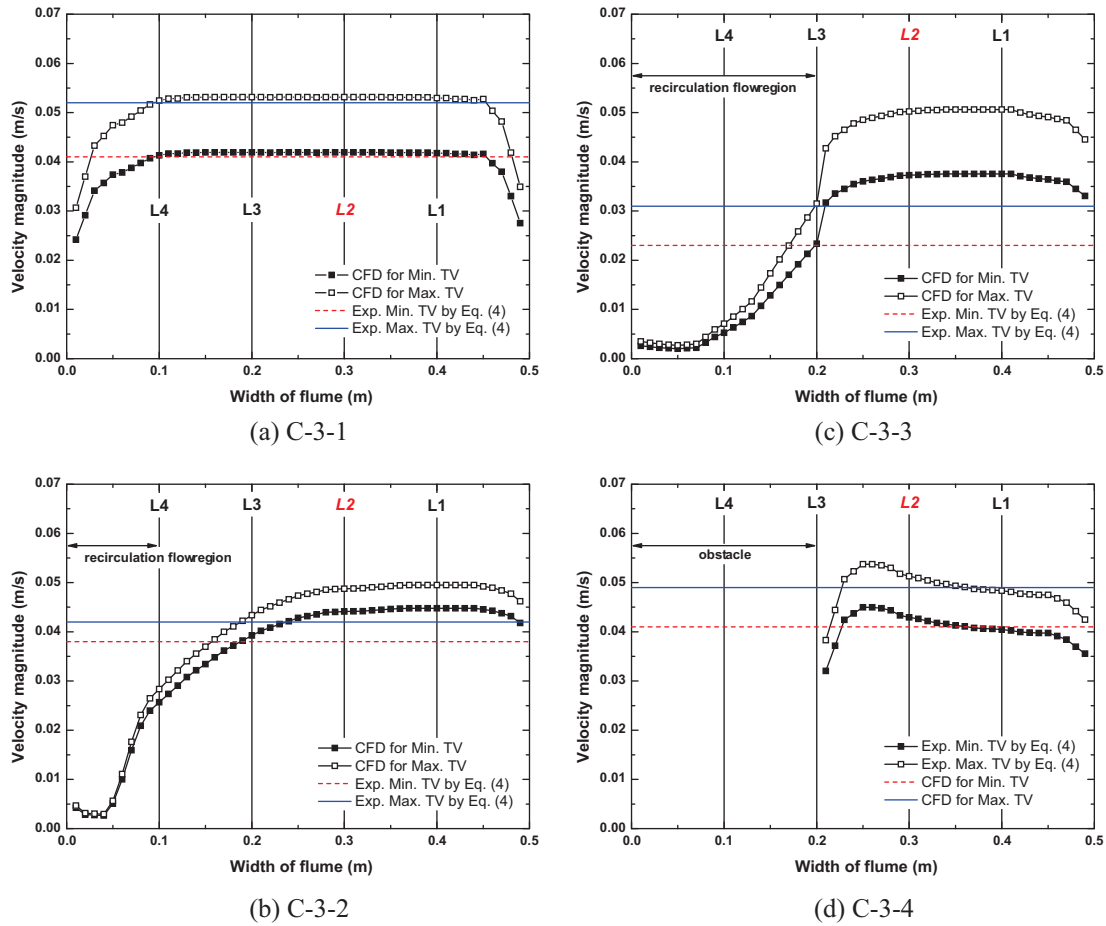 0.07
0.06
0.05
0.04
0.03
0.02
0.01
0.00
Velocity magnitude (m/s)
L4 L3 L2 L1
CFD for Min. TV
CFD for Max. TV
Exp. Min. TV by Eq. (4)
Exp. Max. TV by Eq. (4)
0.0 0.1 0.2 0.3 0.4 0.5
Width of flume (m)
(a) C-3-1
0.07
0.06
0.05
0.04
0.03
0.02
0.01
0.00
Velocity magnitude (m/s)
L4 L3 L2 L1
recirculation flowregion
CFD for Min. TV
CFD for Max. TV
Exp. Min. TV by Eq. (4)
Exp. Max. TV by Eq. (4)
0.0 0.1 0.2 0.3 0.4 0.5
Width of flume (m)
(c) C-3-3
0.07
0.06
0.05
0.04
0.03
0.02
0.01
0.00
Velocity magnitude (m/s)
L4 L3 L2 L1
recirculation flowregion
CFD for Min. TV
CFD for Max. TV
Exp. Min. TV by Eq. (4)
Exp. Max. TV by Eq. (4)
0.0 0.1 0.2 0.3 0.4 0.5
Width of flume (m)
(b) C-3-2
0.07
0.06
0.05
0.04
0.03
0.02
0.01
0.00
Velocity magnitude (m/s)
L4 L3 L2 L1
obstacle
Exp. Min. TV by Eq. (4)
Exp. Max. TV by Eq. (4)
CFD for Min. TV
CFD for Max. TV
0.0 0.1 0.2 0.3 0.4 0.5
Width of flume (m)
(d) C-3-4